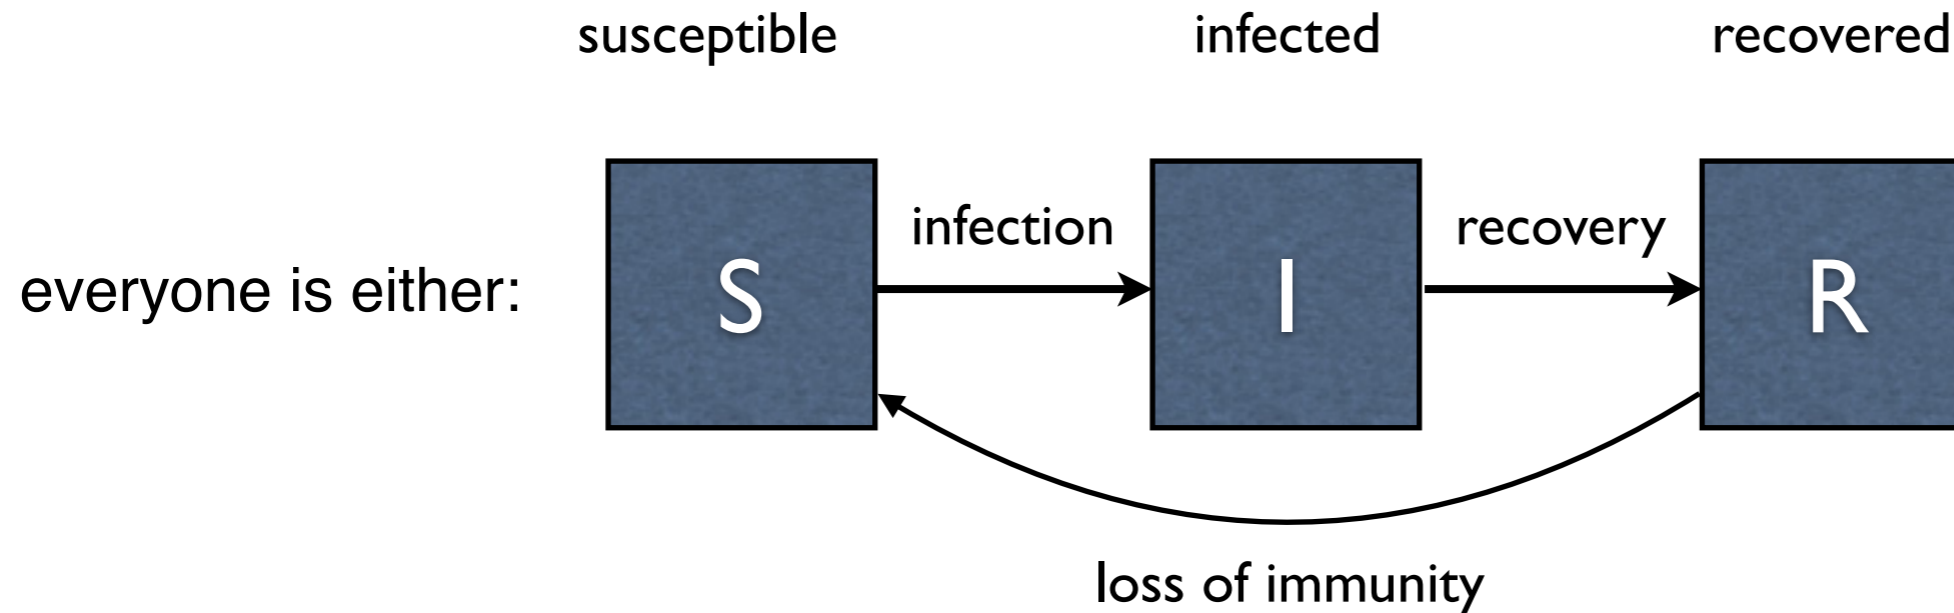 susceptible infected recovered
infection recovery
everyone is either: S I R
loss of immunity